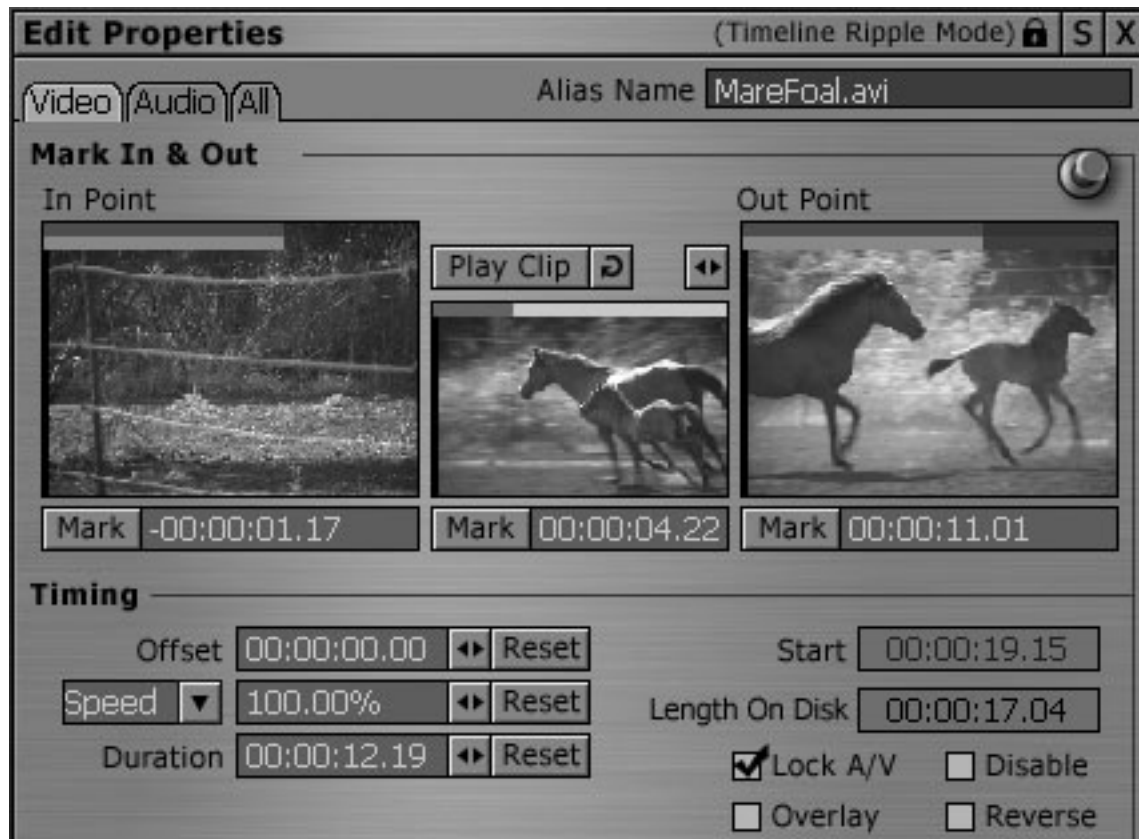 Edit Properties (Timeline Ripple Mode) S X
Video Audio All Alias Name MareFoal.avi
Mark In & Out
In Point Out Point
Play Clip
Mark -00:00:01.17 Mark 00:00:04.22 Mark 00:00:11.01
Timing
Offset 00:00:00.00 Reset Start 00:00:19.15
Speed 100.00% Reset Length On Disk 00:00:17.04
Duration 00:00:12.19 Reset Lock A/V Disable
Overlay Reverse